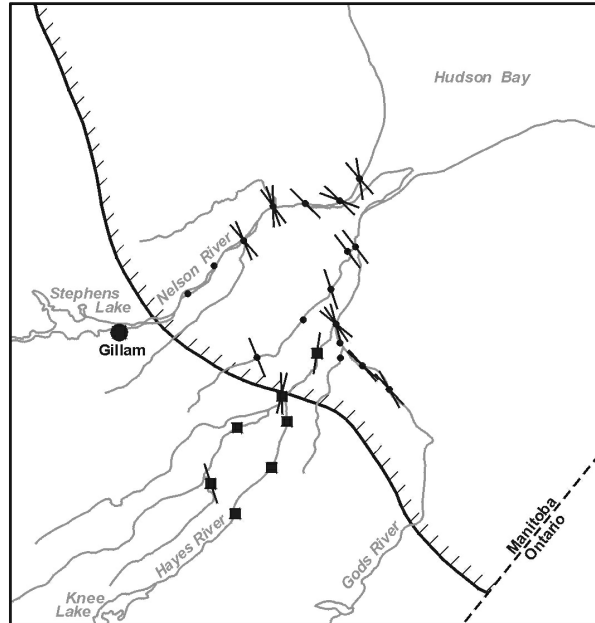 Hudson Bay
Nelson River
Stephens
Lake
Gillam
Hayes River
Gods River
Manitoba
Ontario
Knee
Lake